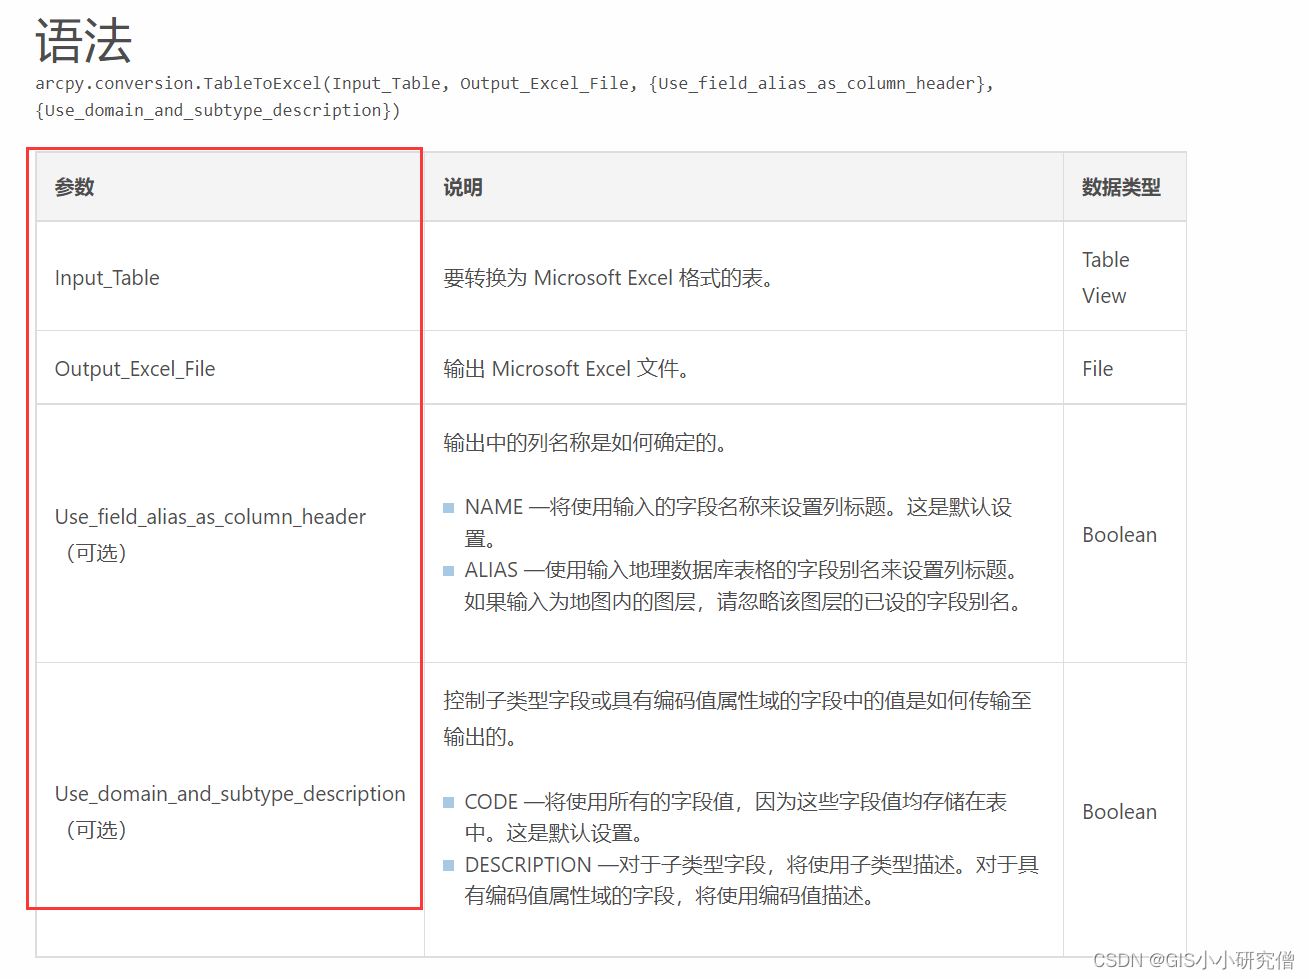 语法
arcpy.conversion.TableToExcel(Input_Table, Output_Excel_File, {Use_field_alias_as_column_header},
{Use_domain_and_subtype_description})
参数
说明
数据类型
Input_Table
要转换为 Microsoft Excel 格式的表。
Table
View
Output_Excel_File
输出 Microsoft Excel 文件。
File
Use_field_alias_as_column_header
（可选）
输出中的列名称是如何确定的。
NAME —将使用输入的字段名称来设置列标题。这是默认设
置。
ALIAS —使用输入地理数据库表格的字段别名来设置列标题。
如果输入为地图内的图层，请忽略该图层的已设的字段别名。
Boolean
Use_domain_and_subtype_description
（可选）
控制子类型字段或具有编码值属性域的字段中的值是如何传输至
输出的。
CODE —将使用所有的字段值，因为这些字段值均存储在表
中。这是默认设置。
DESCRIPTION —对于子类型字段，将使用子类型描述。对于具
有编码值属性域的字段，将使用编码值描述。
Boolean
CSDN @GIS小小研究僧